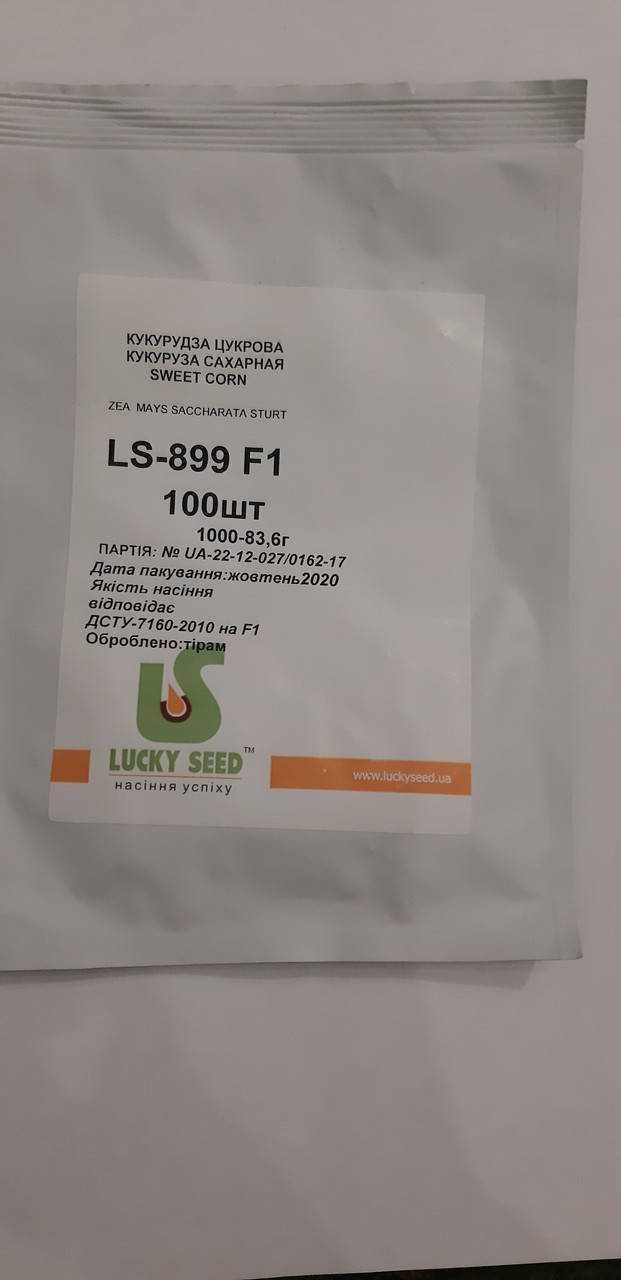 КУКУРУДЗА ЦУКРОВА
КУКУРУЗА САХАРНАЯ
SWEET CORN
ZEA MAYS SACCHARATA STURT
LS-899 F1
100шт
1000-83,6г
ПАРТІЯ: № UA-22-12-027/0162-17
Дата пакування:жовтень2020
Якість насіння
відповідає
ДСТУ-7160-2010 на F1
Оброблено:тірам
LS
LUCKY SEED™
насіння успіху
www.luckyseed.ua